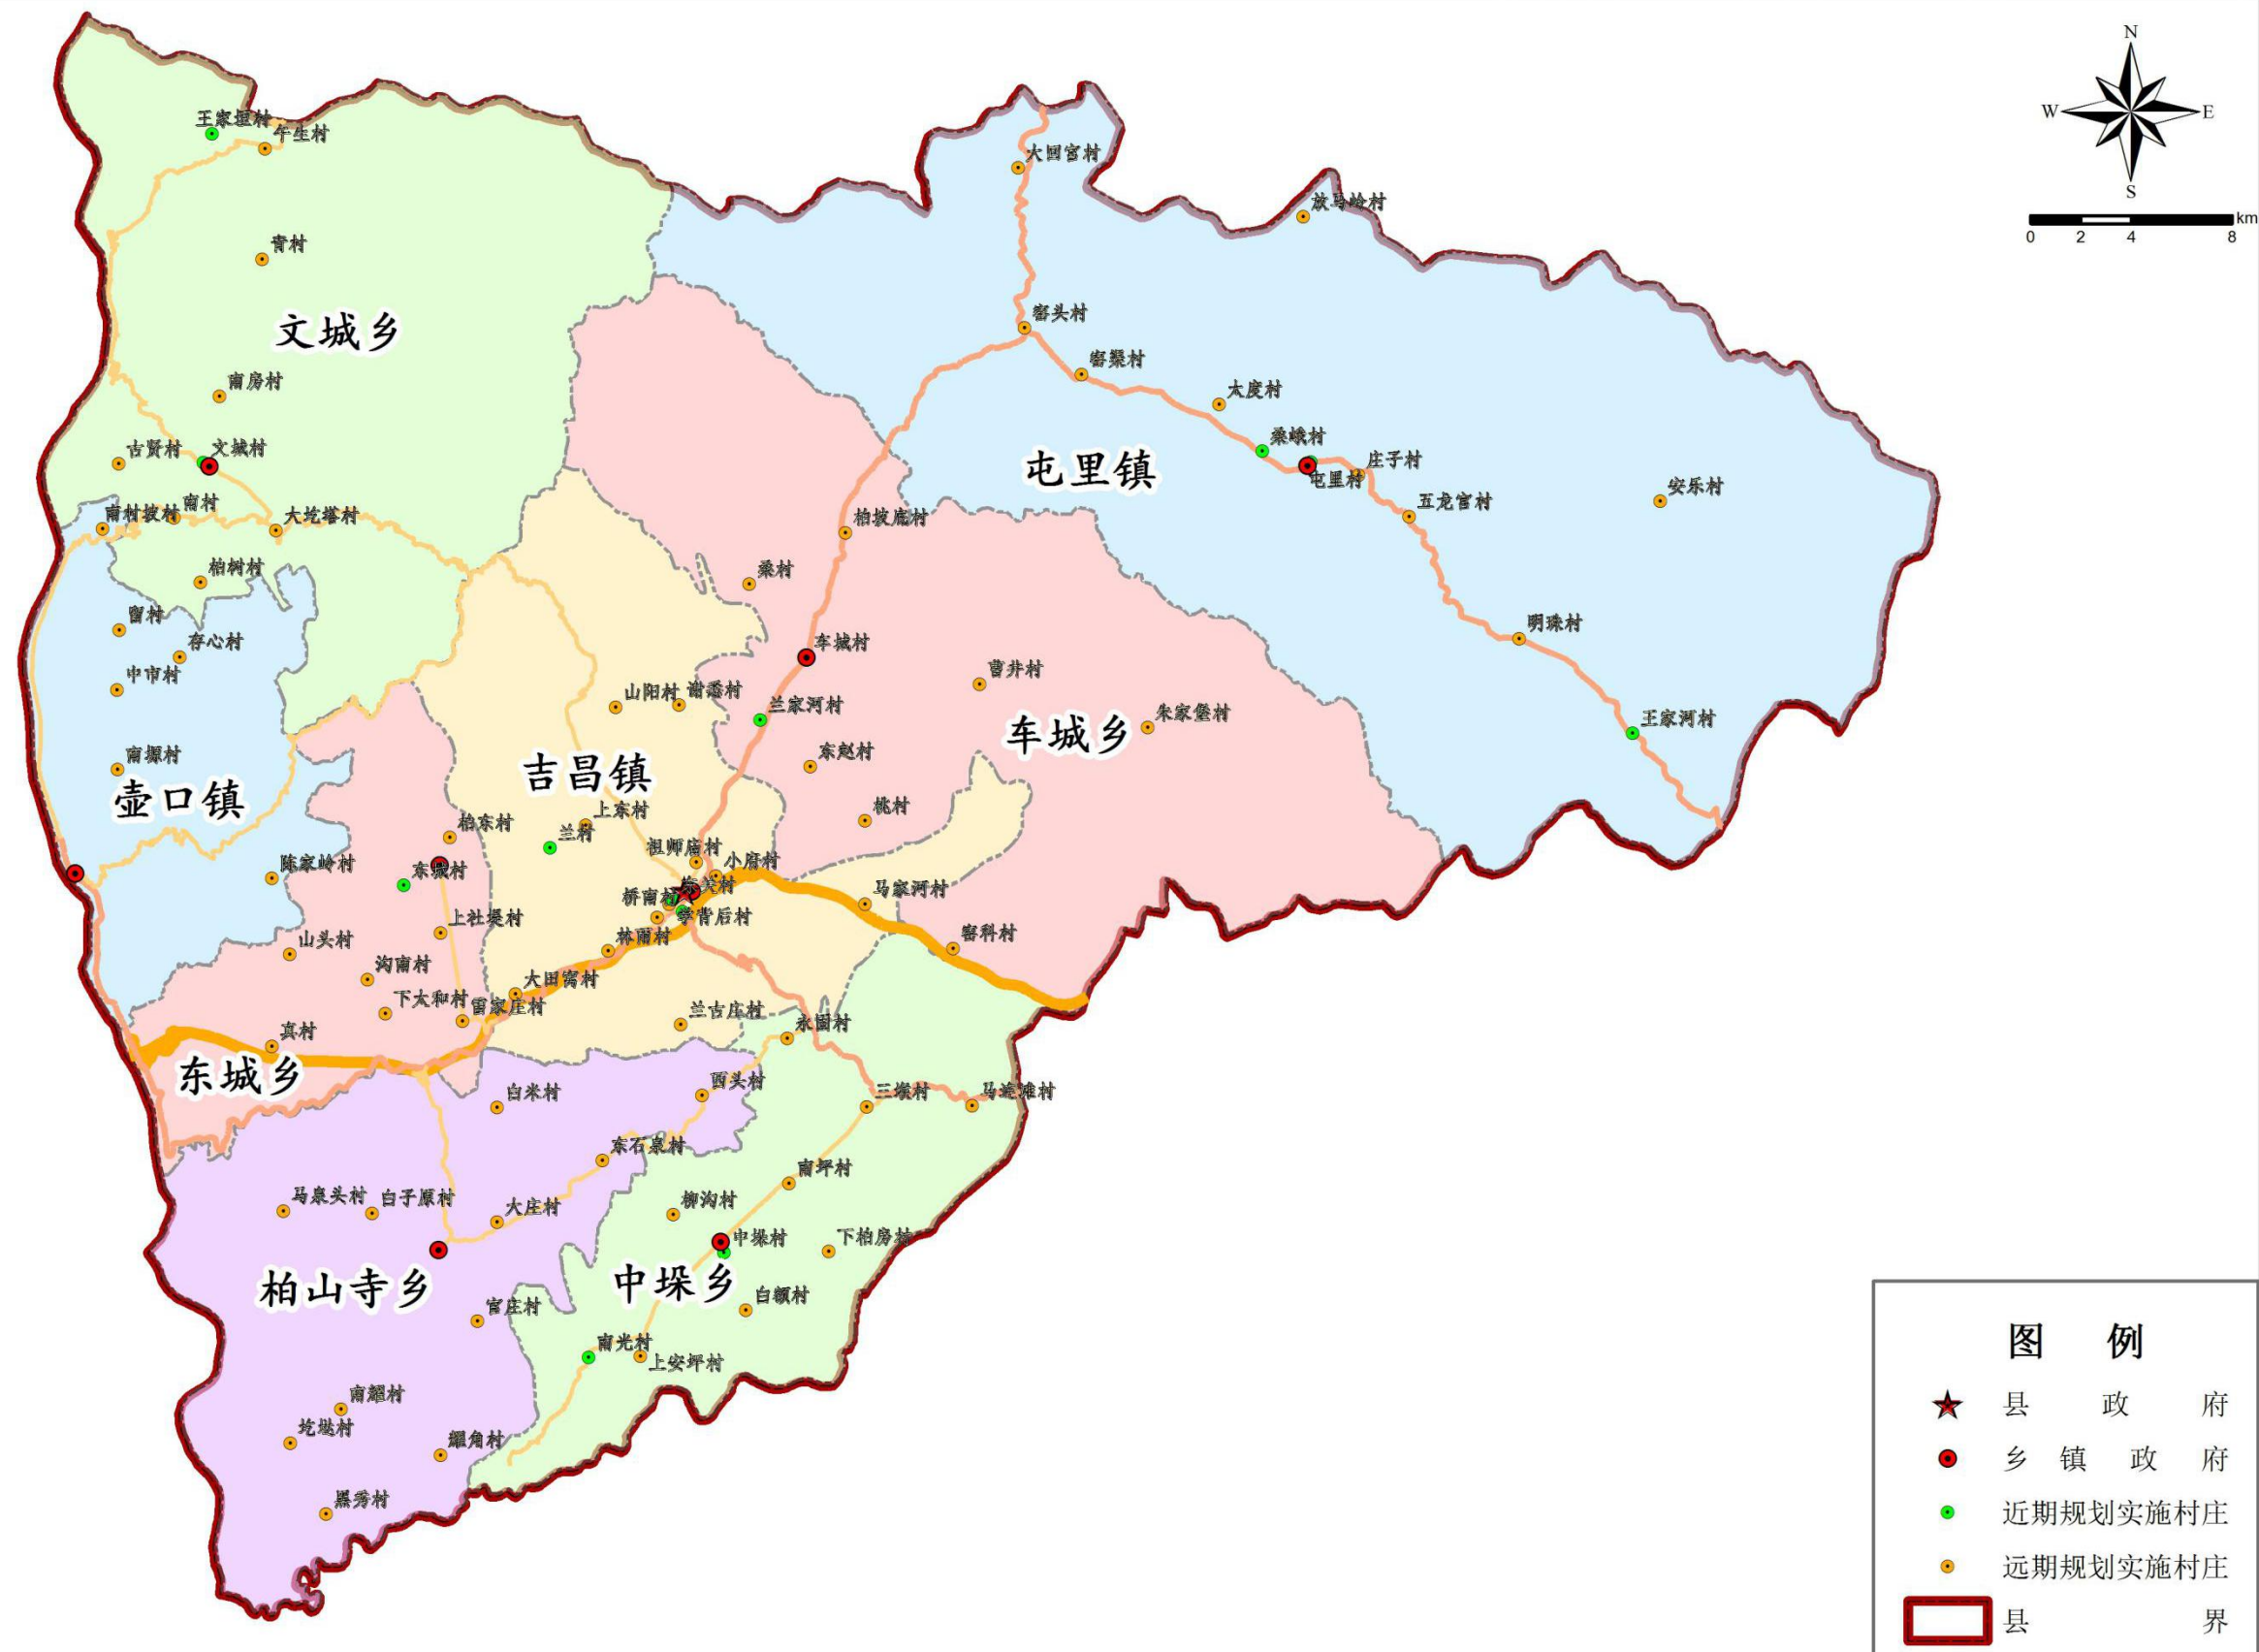 N
W
E
S
km
0 2 4 8
王家垣村
午生村
大回宫村
放马岭村
青村
文城乡
窑头村
窑渠村
太度村
南房村
古贤村
文城村
桑峨村
庄子村
屯里镇
屯里村
安乐村
五龙宫村
南村坡村
南村
大圪塔村
柏坡底村
柏树村
桑村
窗村
存心村
车城村
明珠村
中市村
山阳村
谢悉村
曹井村
兰家河村
朱家堡村
王家河村
车城乡
东赵村
南塬村
吉昌镇
壶口镇
上东村
桃村
柏东村
兰村
祖师庙村
小府村
陈家岭村
东城村
东关村
马家河村
桥南村
上社堤村
林雨村
窑科村
山头村
沟南村
大田窝村
下太和村
雷家庄村
兰古庄村
永固村
真村
东城乡
白米村
西头村
三堠村
马连滩村
东石泉村
南坪村
马泉头村
白子原村
大庄村
柳沟村
中垛村
下柏房村
柏山寺乡
中垛乡
官庄村
白额村
南光村
上安坪村
南耀村
圪垯村
耀角村
黑秀村
图 例
县 政 府
乡 镇 政 府
近期规划实施村庄
远期规划实施村庄
县 界